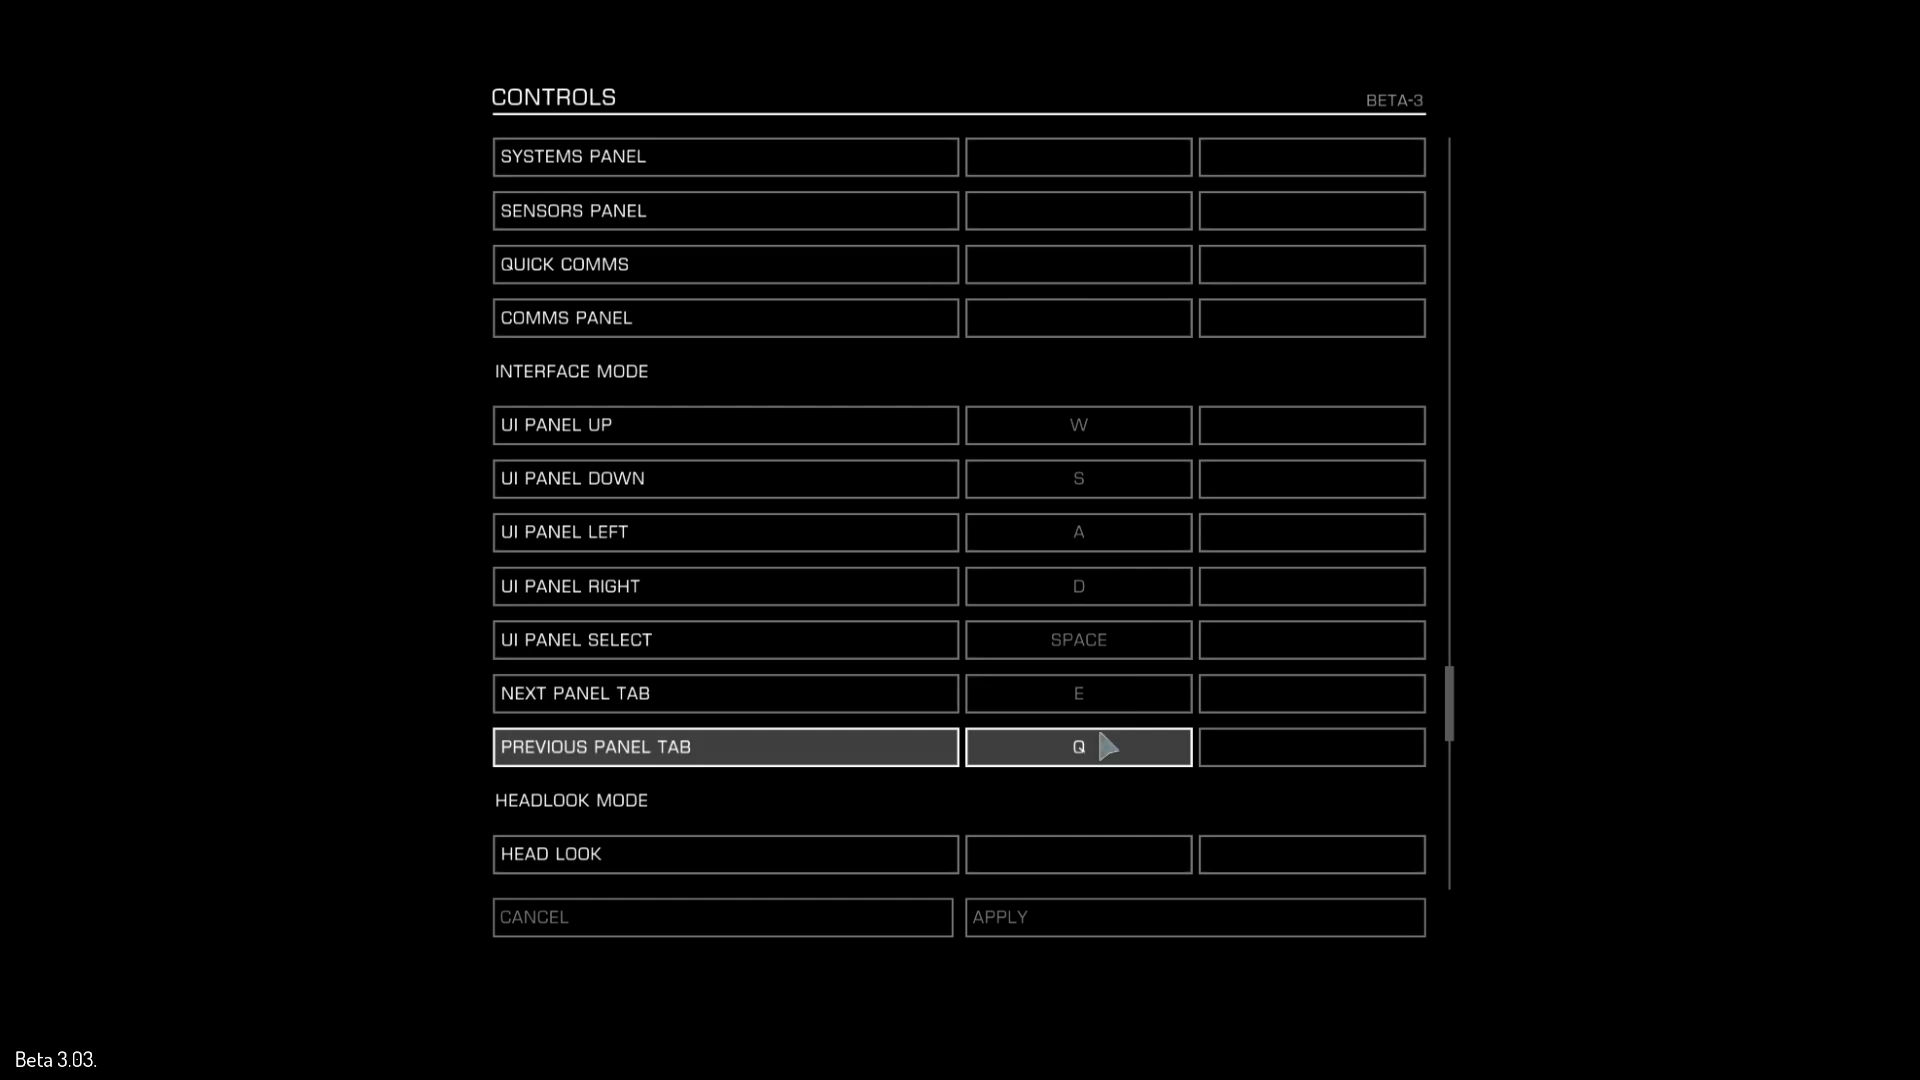 CONTROLS
BETA-3
SYSTEMS PANEL
SENSORS PANEL
QUICK COMMS
COMMS PANEL
INTERFACE MODE
UI PANEL UP W
UI PANEL DOWN S
UI PANEL LEFT A
UI PANEL RIGHT D
UI PANEL SELECT SPACE
NEXT PANEL TAB E
PREVIOUS PANEL TAB Q
HEADLOOK MODE
HEAD LOOK
CANCEL APPLY
Beta 3.03.